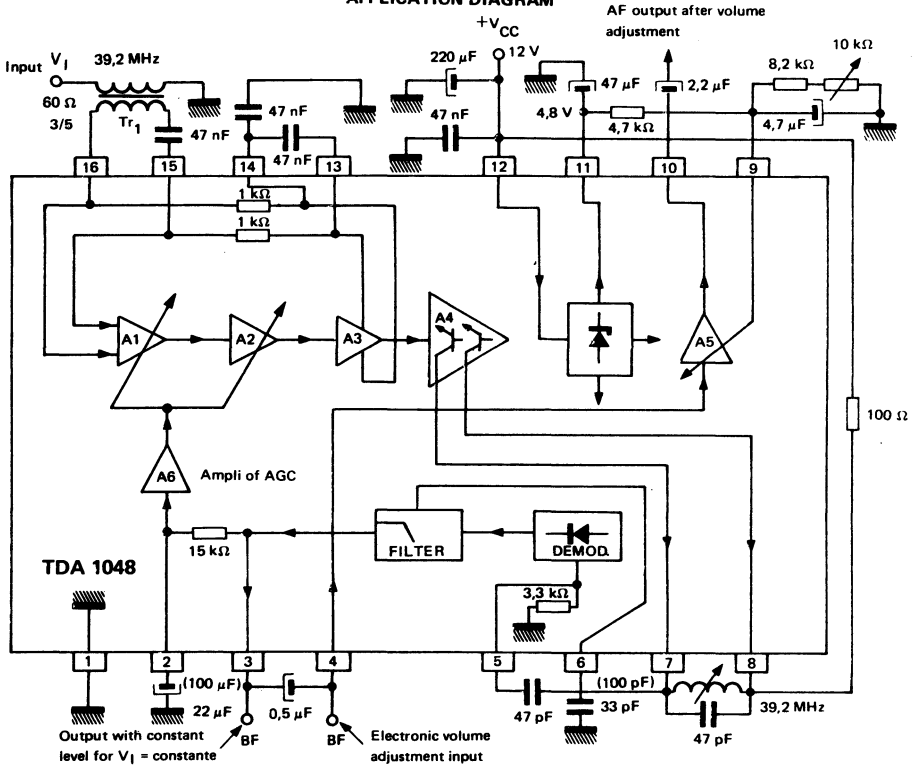 APPLICATION DIAGRAM
AF output after volume
adjustment
+VCC
12 V
Input VI
39,2 MHz
60 Ω
3/5
Tr1
47 nF
47 nF
47 nF
220 μF
47 nF
47 μF
4,8 V
4,7 kΩ
2,2 μF
8,2 kΩ
10 kΩ
4,7 μF
16
15
14
13
12
11
10
9
1 kΩ
1 kΩ
A1
A2
A3
A4
A5
100 Ω
A6
Ampli of AGC
15 kΩ
FILTER
DEMOD.
3,3 kΩ
TDA 1048
1
2
3
4
5
6
7
8
(100 μF)
22 μF
0,5 μF
47 pF
(100 pF)
33 pF
47 pF
39,2 MHz
BF
BF
Output with constant
level for VI = constante
Electronic volume
adjustment input